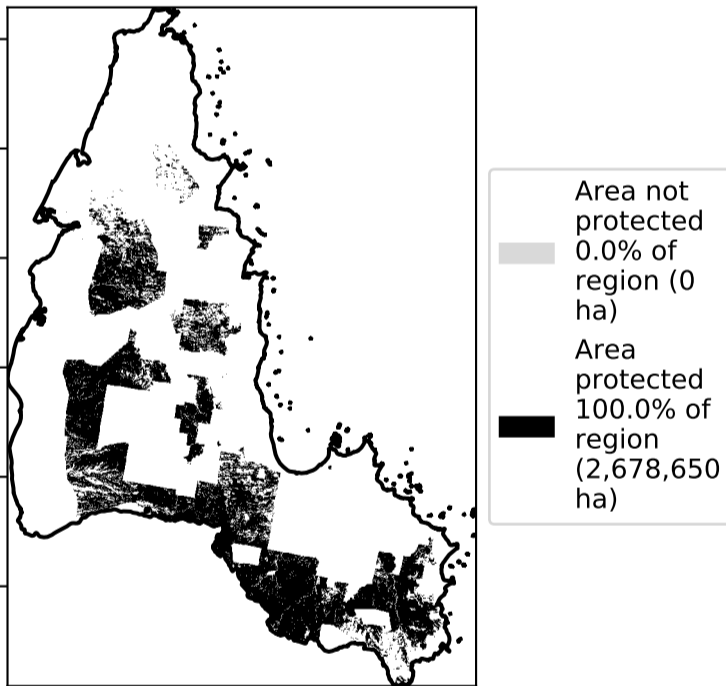 Area not
protected
0.0% of
region (0
ha)
Area
protected
100.0% of
region
(2,678,650
ha)